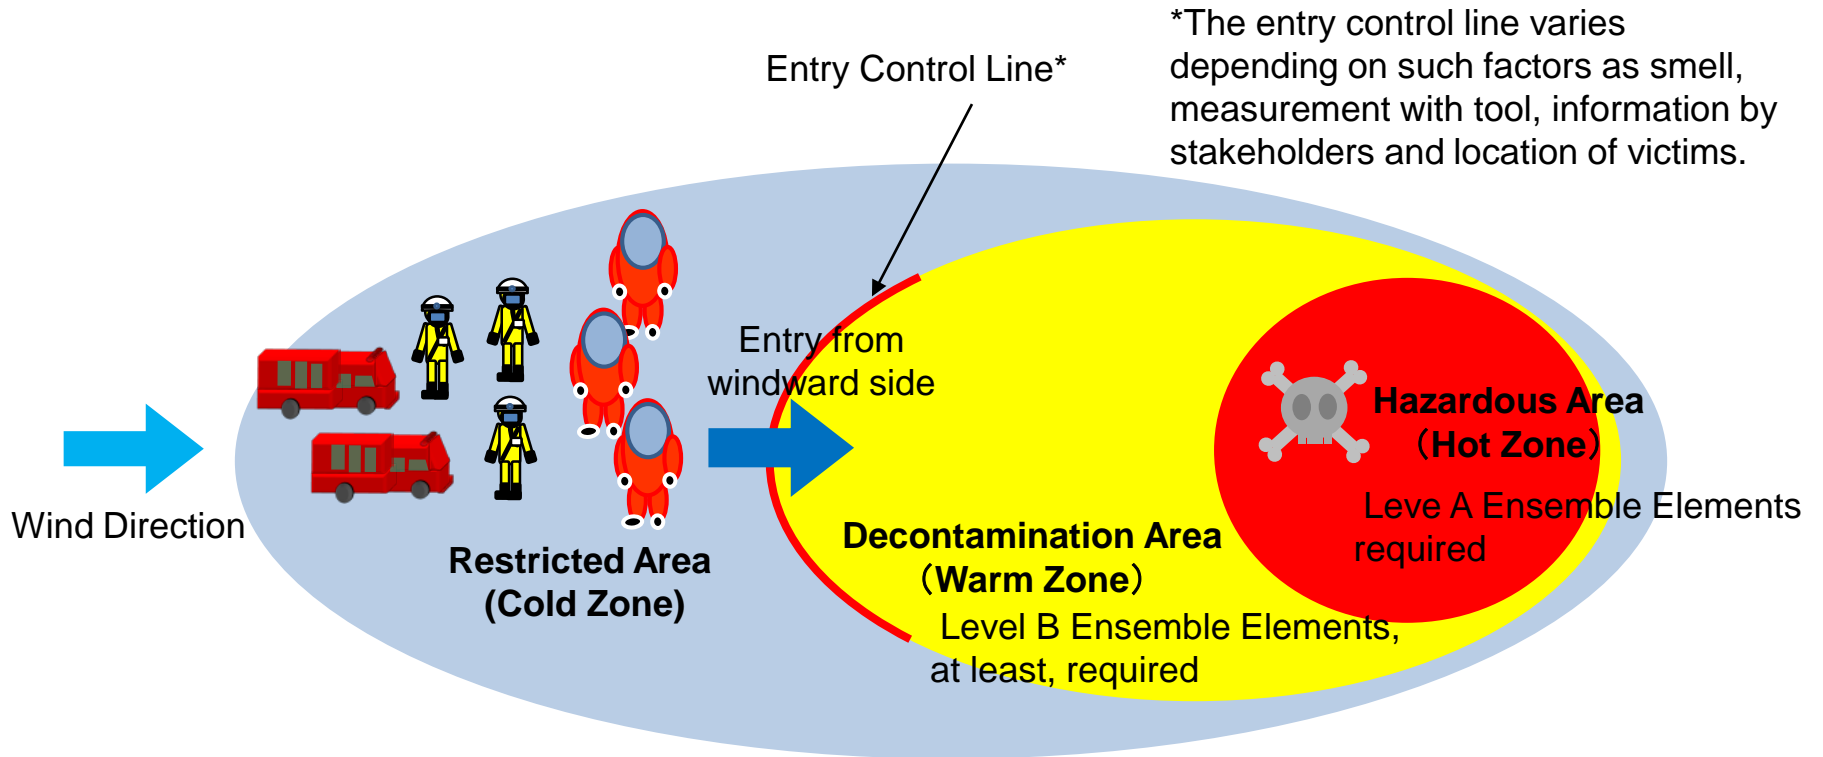 *The entry control line varies
depending on such factors as smell,
measurement with tool, information by
stakeholders and location of victims.
Entry Control Line*
Entry from
windward side
Wind Direction
Restricted Area
(Cold Zone)
Decontamination Area
（Warm Zone）
Level B Ensemble Elements,
at least, required
Hazardous Area
（Hot Zone）
Leve A Ensemble Elements
required